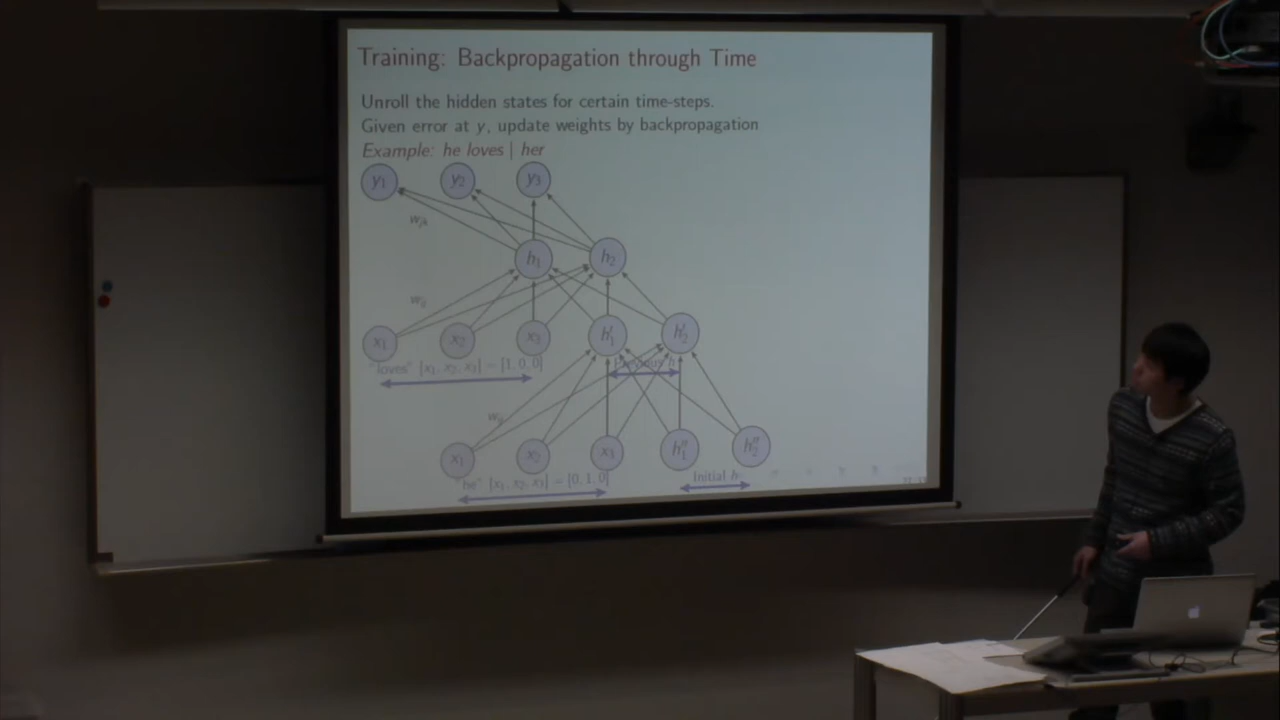 Training: Backpropagation through Time
Unroll the hidden states for certain time-steps.
Given error at y, update weights by backpropagation
Example: he loves | her
y₁ y₂ y₃
w_jk
h₁ h₂
w_ij
x₁ x₂ x₃ h′₁ h′₂
"loves" [x₁, x₂, x₃] = [1, 0, 0]
Previous h
w_ij
x₁ x₂ x₃ h″₁ h″₂
"he" [x₁, x₂, x₃] = [0, 1, 0]
Initial h